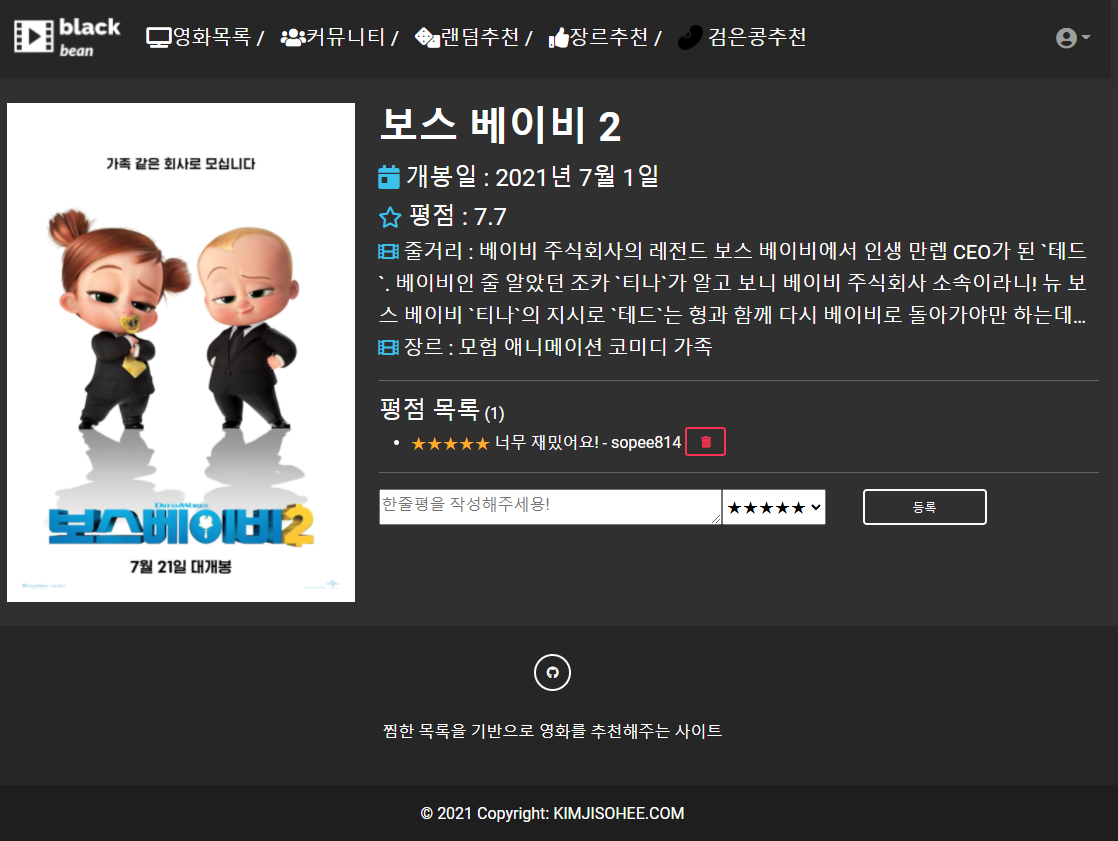 black
bean
영화목록 /
커뮤니티 /
랜덤추천 /
장르추천 /
검은콩추천
가족 같은 회사로 모십니다
DREAMWORKS
보스베이비2
7월 21일 대개봉
보스 베이비 2
개봉일 : 2021년 7월 1일
평점 : 7.7
줄거리 : 베이비 주식회사의 레전드 보스 베이비에서 인생 만렙 CEO가 된 `테드
`. 베이비인 줄 알았던 조카 `티나`가 알고 보니 베이비 주식회사 소속이라니! 뉴 보
스 베이비 `티나`의 지시로 `테드`는 형과 함께 다시 베이비로 돌아가야만 하는데…
장르 : 모험 애니메이션 코미디 가족
평점 목록 (1)
• ★★★★★ 너무 재밌어요! - sopee814
한줄평을 작성해주세요!
★★★★★
등록
찜한 목록을 기반으로 영화를 추천해주는 사이트
© 2021 Copyright: KIMJISOHEE.COM